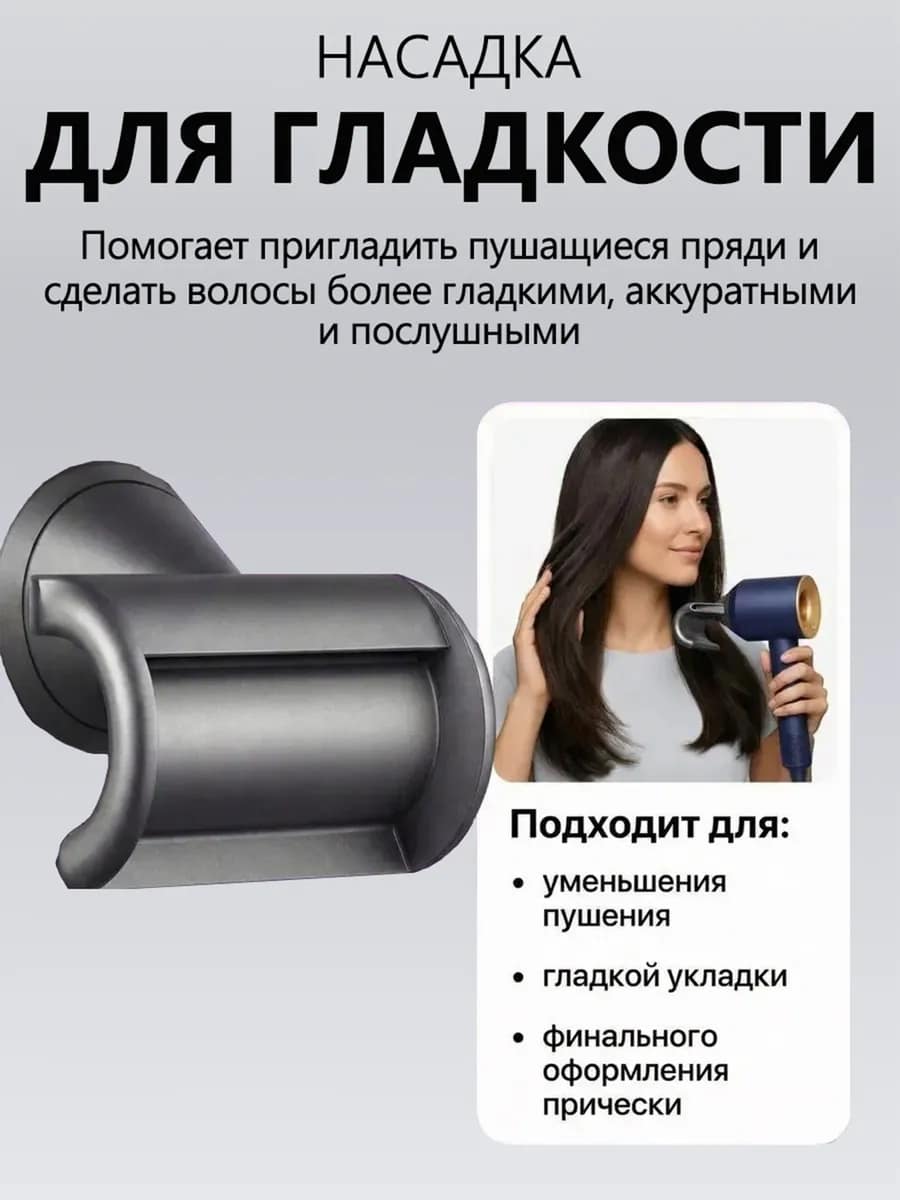 НАСАДКА
ДЛЯ ГЛАДКОСТИ
Помогает пригладить пушащиеся пряди и
сделать волосы более гладкими, аккуратными
и послушными
Подходит для:
• уменьшения
пушения
• гладкой укладки
• финального
оформления
прически